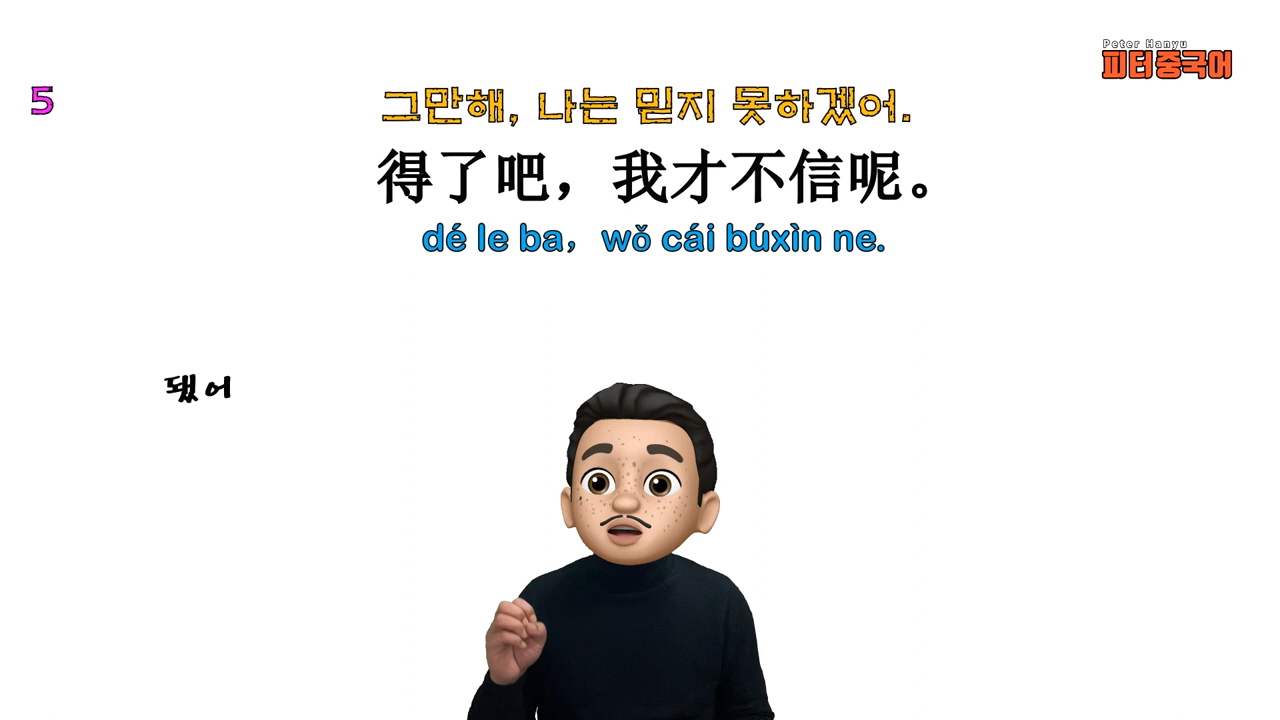 Peter Hanyu
피터 중국어
5
그만해, 나는 믿지 못하겠어.
得了吧，我才不信呢。
dé le ba，wǒ cái búxìn ne.
됐어